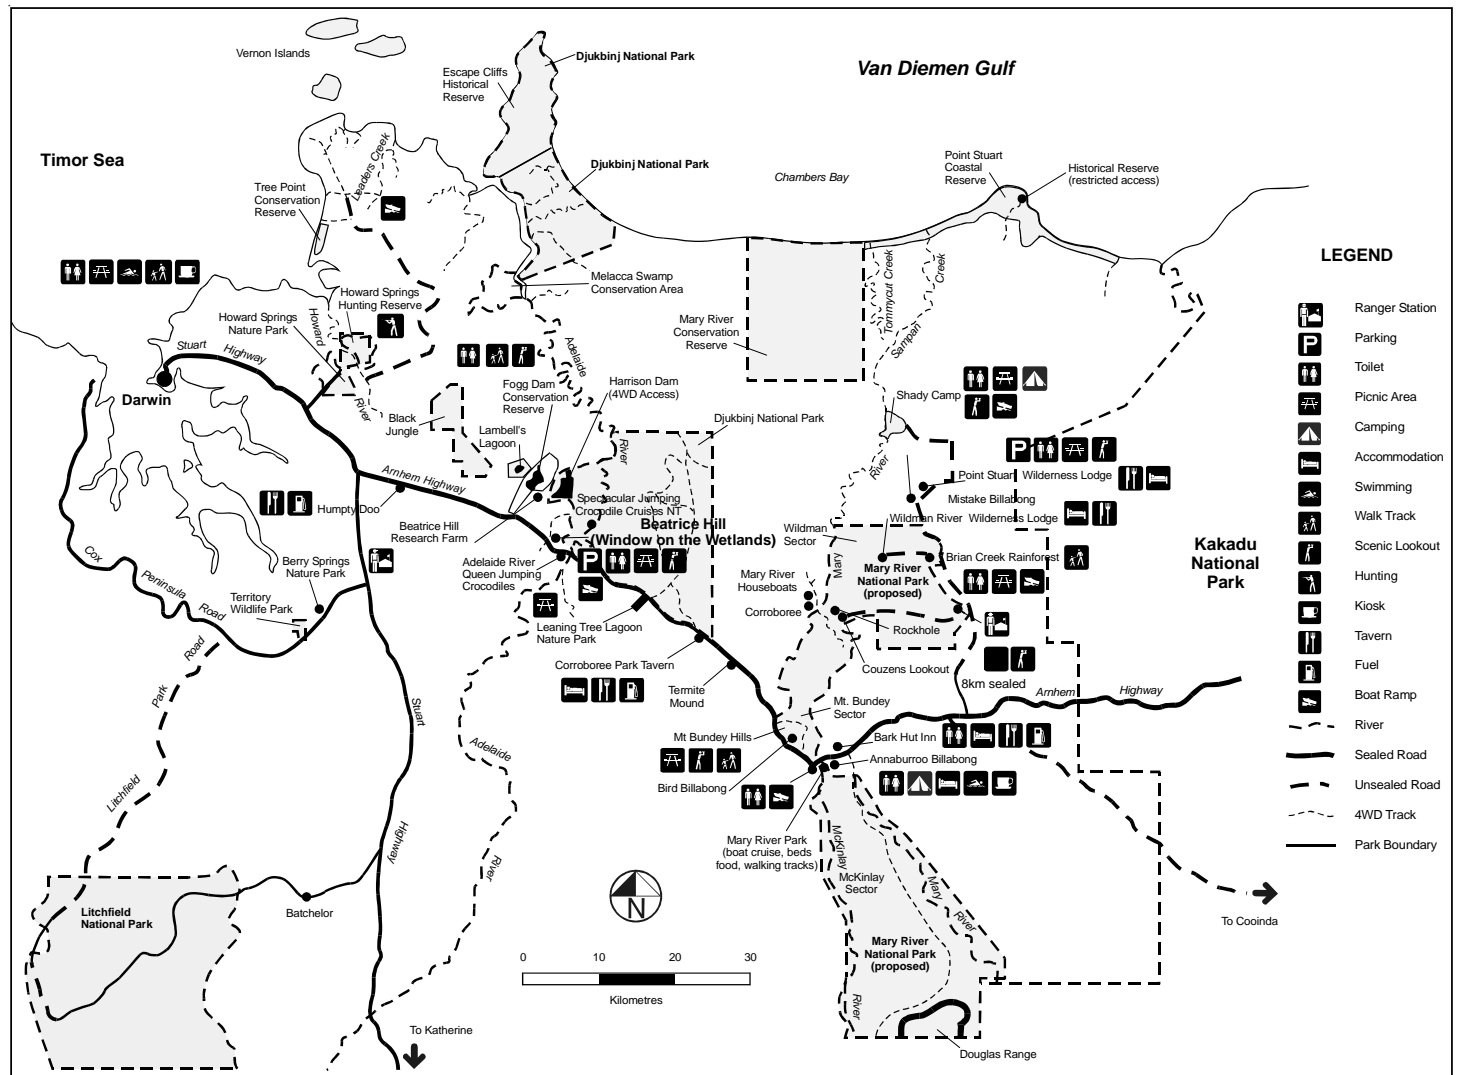 Vernon Islands
Djukbinj National Park
Escape Cliffs
Historical
Reserve
Van Diemen Gulf
Timor Sea
Leaders Creek
Djukbinj National Park
Chambers Bay
Point Stuart
Coastal
Reserve
Historical Reserve
(restricted access)
Tree Point
Conservation
Reserve
Melacca Swamp
Conservation Area
Howard Springs
Hunting Reserve
Howard Springs
Nature Park
Howard
River
Mary River
Conservation
Reserve
Tommycut Creek
Sampan
Creek
Stuart
Highway
Darwin
Adelaide
River
Fogg Dam
Conservation
Reserve
Harrison Dam
(4WD Access)
Black
Jungle
Lambell's
Lagoon
Djukbinj National Park
Shady Camp
River
P
Point Stuart Wilderness Lodge
Mistake Billabong
Arnhem Highway
Humpty Doo
Spectacular Jumping
Crocodile Cruises NT
Beatrice Hill
(Window on the Wetlands)
Beatrice Hill
Research Farm
Wildman
Sector
Wildman River Wilderness Lodge
Brian Creek Rainforest
Kakadu
National
Park
Cox
Peninsula
Road
Berry Springs
Nature Park
Territory
Wildlife Park
Adelaide River
Queen Jumping
Crocodiles
P
Mary River
Houseboats
Corroboree
Mary
Mary River
National Park
(proposed)
Rockhole
Couzens Lookout
Leaning Tree Lagoon
Nature Park
Corroboree Park Tavern
Termite
Mound
8km sealed
Arnhem
Highway
Mt. Bundey
Sector
Mt Bundey Hills
Bark Hut Inn
Annaburroo Billabong
Bird Billabong
Mary River Park
(boat cruise, beds
food, walking tracks)
McKinlay
McKinlay
Sector
Mary
River
Mary River
National Park
(proposed)
River
Douglas Range
To Cooinda
Road
Park
Litchfield
Stuart
Highway
Adelaide
River
Litchfield
National Park
Batchelor
To Katherine
N
0 10 20 30
Kilometres
LEGEND
Ranger Station
P Parking
Toilet
Picnic Area
Camping
Accommodation
Swimming
Walk Track
Scenic Lookout
Hunting
Kiosk
Tavern
Fuel
Boat Ramp
River
Sealed Road
Unsealed Road
4WD Track
Park Boundary